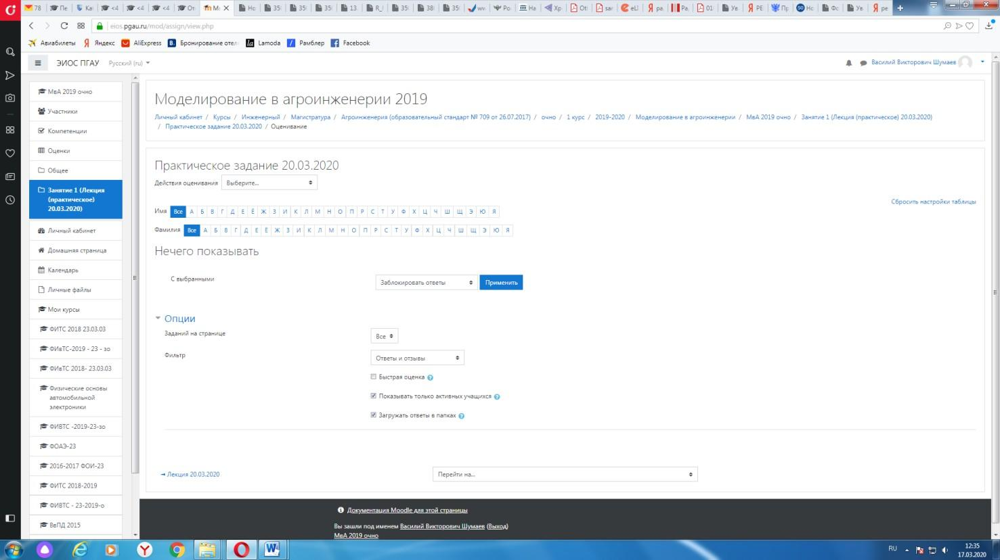 78
Пе
Ка
<4
<4
<4
От
М
Но
35
35
35
13.
R_I
35
38
35
ww
Ро
На
Хр
Ot
sar
eLI
ра.
Ра,
01
Ув
РЕ
Пр
Но
Фо
Ув
ре
eios.pgau.ru/mod/assign/view.php
Авиабилеты Яндекс AliExpress Бронирование отел Lamoda Рамблер Facebook
ЭИОС ПГАУ Русский (ru)
Василий Викторович Шумаев
МвА 2019 очно
Участники
Компетенции
Оценки
Общее
Занятие 1 (Лекция
(практическое)
20.03.2020)
Личный кабинет
Домашняя страница
Календарь
Личные файлы
Мои курсы
ФИТС 2018 23.03.03
ФИвТС-2019 - 23 - зо
ФИвТС 2018- 23.03.03
Физические основы
автомобильной
электроники
ФИВТС -2019-23-зо
ФОАЭ-23
2016-2017 ФОИ-23
ФИТС 2018-2019
ФИВТС - 23-2019-о
ВвПД 2015
Моделирование в агроинженерии 2019
Личный кабинет / Курсы / Инженерный / Магистратура / Агроинженерия (образовательный стандарт № 709 от 26.07.2017) / очно / 1 курс / 2019-2020 / Моделирование в агроинженерии / МвА 2019 очно / Занятие 1 (Лекция (практическое) 20.03.2020)
/ Практическое задание 20.03.2020 / Оценивание
Практическое задание 20.03.2020
Действия оценивания Выберите...
Сбросить настройки таблицы
Имя Все А Б В Г Д Е Ё Ж З И К Л М Н О П Р С Т У Ф Х Ц Ч Ш Щ Э Ю Я
Фамилия Все А Б В Г Д Е Ё Ж З И К Л М Н О П Р С Т У Ф Х Ц Ч Ш Щ Э Ю Я
Нечего показывать
С выбранными Заблокировать ответы Применить
Опции
Заданий на странице Все
Фильтр Ответы и отзывы
Быстрая оценка
Показывать только активных учащихся
Загружать ответы в папках
→ Лекция 20.03.2020 Перейти на...
Документация Moodle для этой страницы
Вы зашли под именем Василий Викторович Шумаев (Выход)
МвА 2019 очно
RU
12:35
17.03.2020